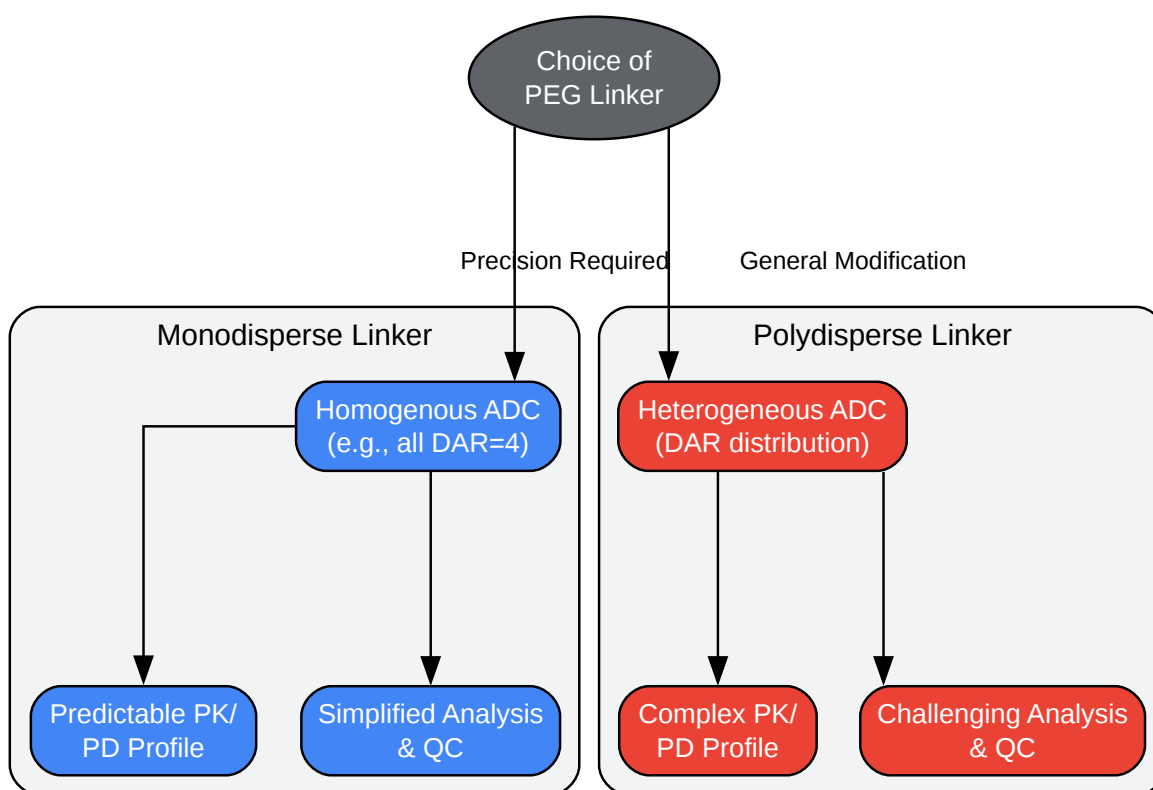 Choice of
PEG Linker
Precision Required
General Modification
Monodisperse Linker
Polydisperse Linker
Homogenous ADC
(e.g., all DAR=4)
Heterogeneous ADC
(DAR distribution)
Predictable PK/
PD Profile
Simplified Analysis
& QC
Complex PK/
PD Profile
Challenging Analysis
& QC